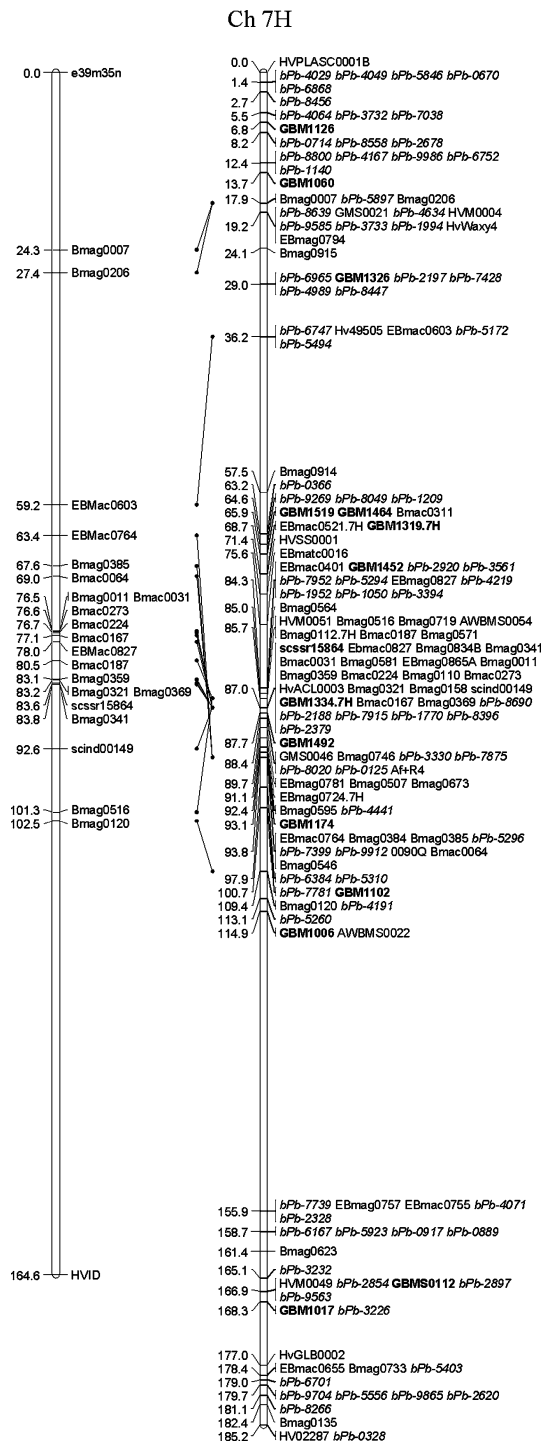 Ch 7H
0.0 e39m35n
24.3 Bmag0007
27.4 Bmag0206
59.2 EBMac0603
63.4 EBMac0764
67.6 Bmag0385
69.0 Bmac0064
76.5 Bmag0011 Bmac0031
76.6 Bmac0273
76.7 Bmac0224
77.1 Bmac0167
78.0 EBMac0827
80.5 Bmac0187
83.1 Bmag0359
83.2 Bmag0321 Bmag0369
83.6 scssr15864
83.8 Bmag0341
92.6 scind00149
101.3 Bmag0516
102.5 Bmag0120
164.6 HVID
0.0 HVPLASC0001B
1.4 bPb-4029 bPb-4049 bPb-5846 bPb-0670
bPb-6868
2.7 bPb-8456
5.5 bPb-4064 bPb-3732 bPb-7038
6.8 GBM1126
8.2 bPb-0714 bPb-8558 bPb-2678
12.4 bPb-8800 bPb-4167 bPb-9986 bPb-6752
bPb-1140
13.7 GBM1060
17.9 Bmag0007 bPb-5897 Bmag0206
19.2 bPb-8639 GMS0021 bPb-4634 HVM0004
bPb-9585 bPb-3733 bPb-1994 HvWaxy4
EBmag0794
24.1 Bmag0915
29.0 bPb-6965 GBM1326 bPb-2197 bPb-7428
bPb-4989 bPb-8447
36.2 bPb-6747 Hv49505 EBmac0603 bPb-5172
bPb-5494
57.5 Bmag0914
63.2 bPb-0366
64.6 bPb-9269 bPb-8049 bPb-1209
65.9 GBM1519 GBM1464 Bmac0311
68.7 EBmac0521.7H GBM1319.7H
71.4 HVSS0001
75.6 EBmatc0016
84.3 EBmac0401 GBM1452 bPb-2920 bPb-3561
bPb-7952 bPb-5294 EBmag0827 bPb-4219
bPb-1952 bPb-1050 bPb-3394
85.0 Bmag0564
85.7 HVM0051 Bmag0516 Bmag0719 AWBMS0054
Bmag0112.7H Bmac0187 Bmag0571
scssr15864 Ebmac0827 Bmag0834B Bmag0341
Bmac0031 Bmag0581 EBmag0865A Bmag0011
Bmag0359 Bmac0224 Bmag0110 Bmac0273
87.0 HvACL0003 Bmag0321 Bmag0158 scind00149
GBM1334.7H Bmac0167 Bmag0369 bPb-8690
bPb-2188 bPb-7915 bPb-1770 bPb-8396
bPb-2379
87.7 GBM1492
88.4 GMS0046 Bmag0746 bPb-3330 bPb-7875
bPb-8020 bPb-0125 Af+R4
89.7 EBmag0781 Bmag0507 Bmag0673
91.1 EBmag0724.7H
92.4 Bmag0595 bPb-4441
93.1 GBM1174
93.8 EBmac0764 Bmag0384 Bmag0385 bPb-5296
bPb-7399 bPb-9912 0090Q Bmac0064
Bmag0546
97.9 bPb-6384 bPb-5310
100.7 bPb-7781 GBM1102
109.4 Bmag0120 bPb-4191
113.1 bPb-5260
114.9 GBM1006 AWBMS0022
155.9 bPb-7739 EBmag0757 EBmac0755 bPb-4071
bPb-2328
158.7 bPb-6167 bPb-5923 bPb-0917 bPb-0889
161.4 Bmag0623
165.1 bPb-3232
166.9 HVM0049 bPb-2854 GBMS0112 bPb-2897
bPb-9563
168.3 GBM1017 bPb-3226
177.0 HvGLB0002
178.4 EBmac0655 Bmag0733 bPb-5403
179.0 bPb-6701
179.7 bPb-9704 bPb-5556 bPb-9865 bPb-2620
181.1 bPb-8266
182.4 Bmag0135
185.2 HV02287 bPb-0328